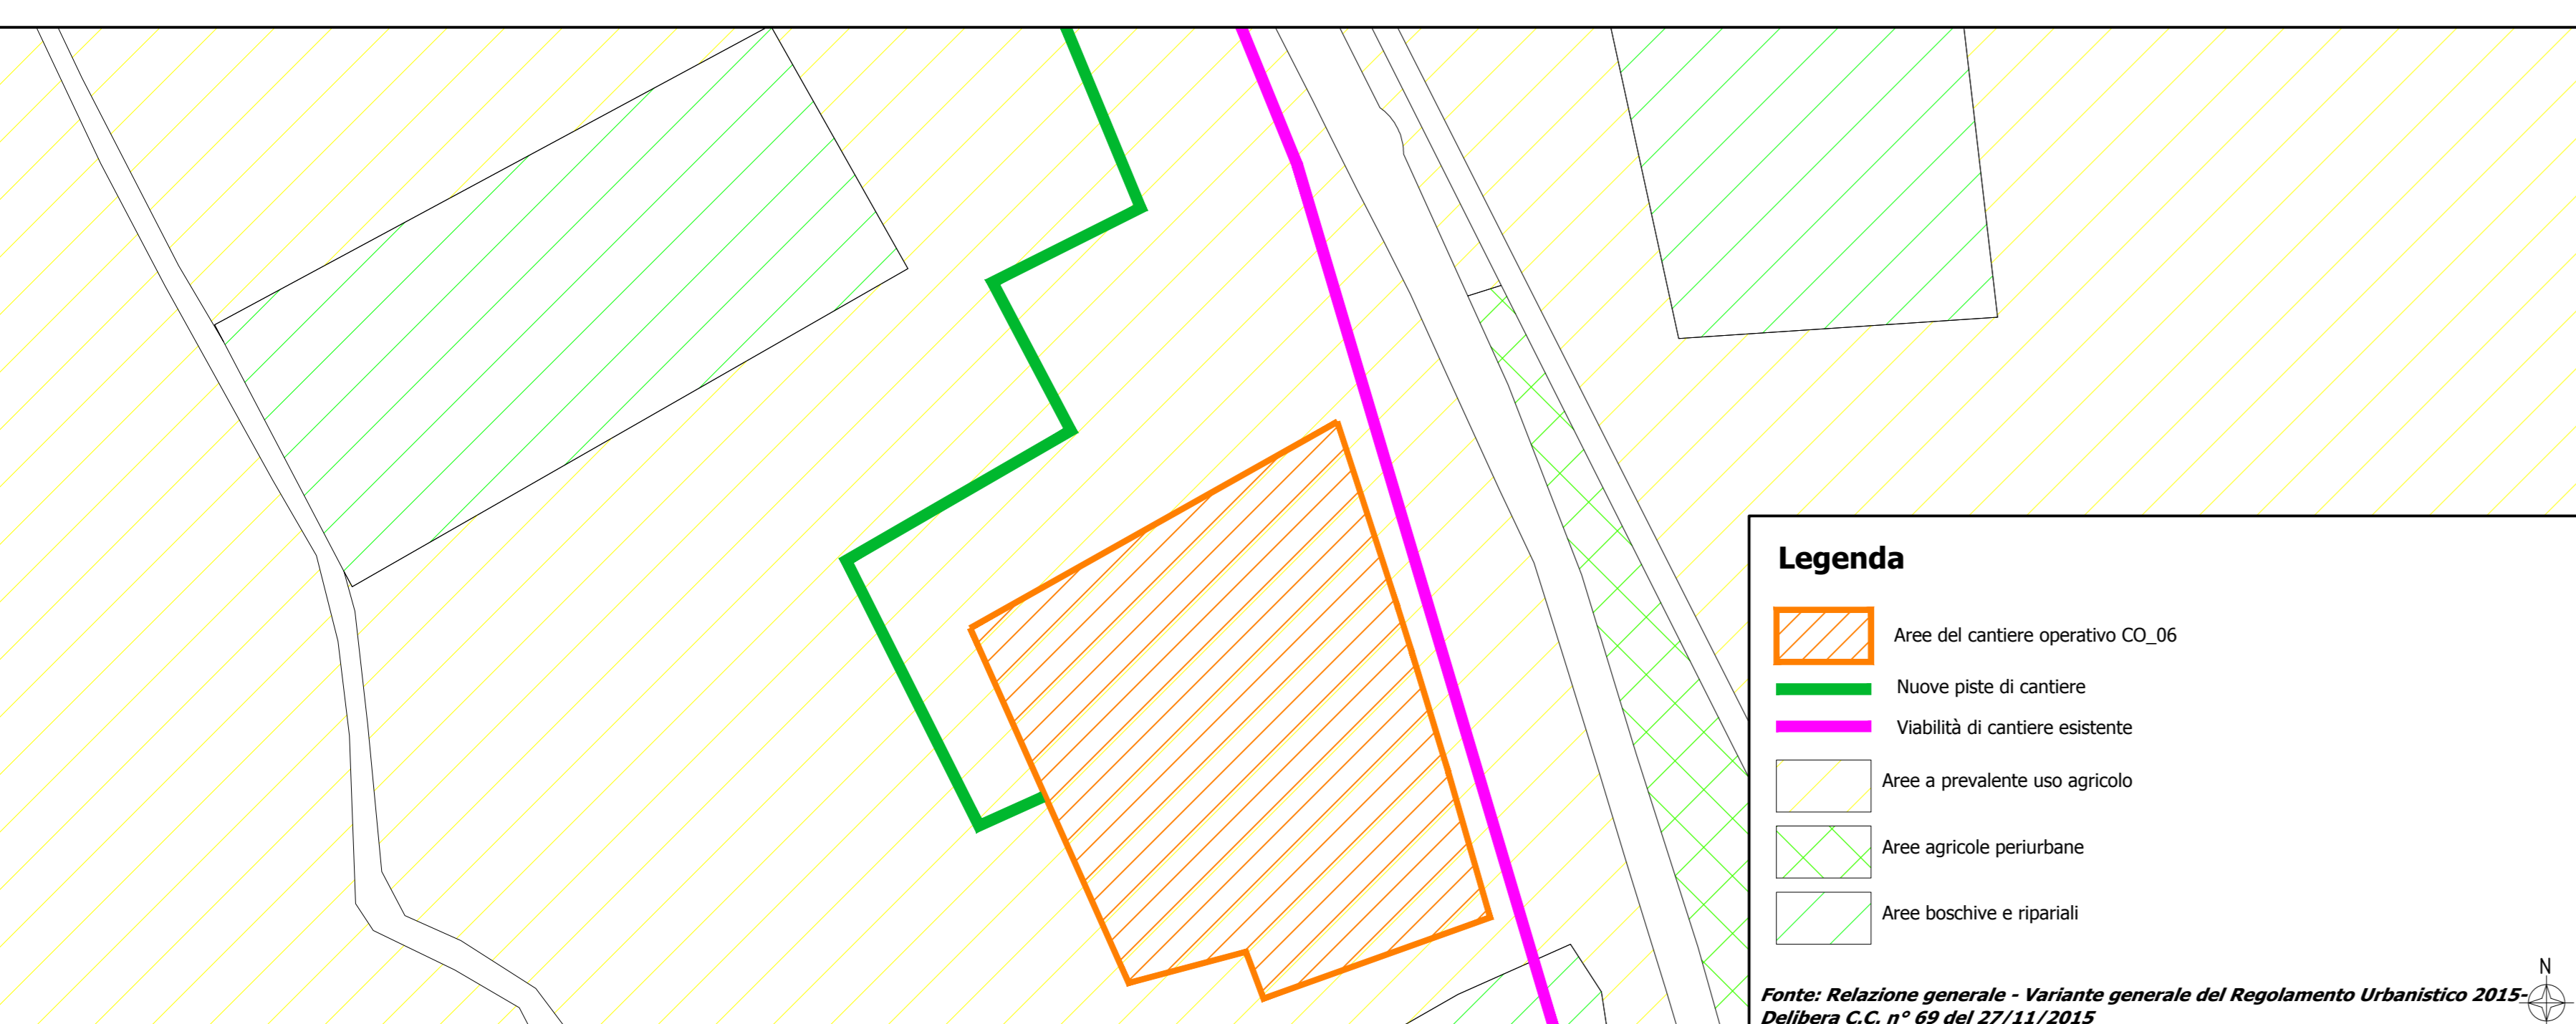 Legenda
Aree del cantiere operativo CO_06
Nuove piste di cantiere
Viabilità di cantiere esistente
Aree a prevalente uso agricolo
Aree agricole periurbane
Aree boschive e ripariali
N
Fonte: Relazione generale - Variante generale del Regolamento Urbanistico 2015-
Delibera C.C. n° 69 del 27/11/2015